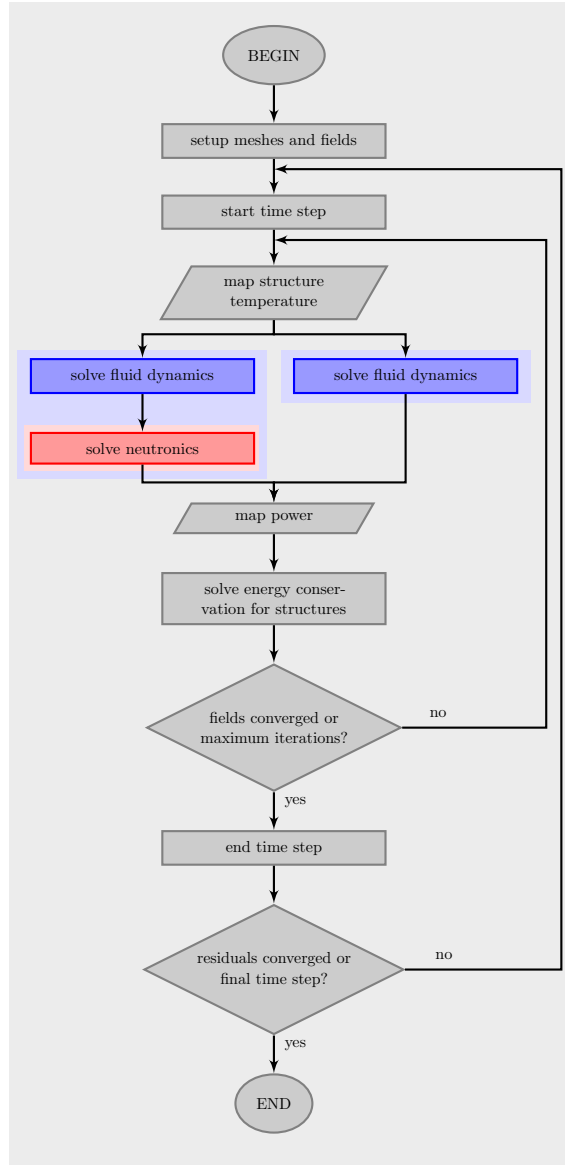 BEGIN
setup meshes and fields
start time step
map structure
temperature
solve fluid dynamics
solve fluid dynamics
solve neutronics
map power
solve energy conser-
vation for structures
fields converged or
maximum iterations?
no
yes
end time step
residuals converged or
final time step?
no
yes
END